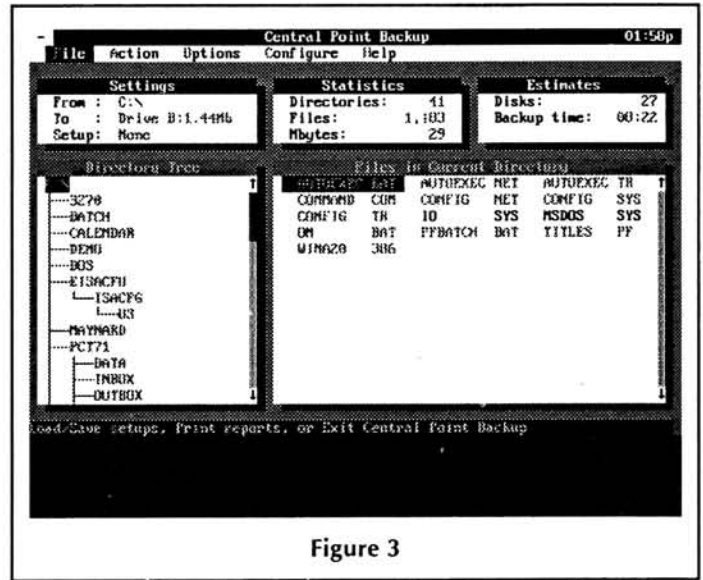 Central Point Backup 01:58p
File Action Options Configure Help
Settings
From : C:\
To : Drive B:1.44Mb
Setup: None
Statistics
Directories: 41
Files:
Mbytes: 29
Estimates
Disks: 27
Backup time: 00:22
Directory Tree
3270
BATCH
CALENDAR
DEMO
DOS
EISACFU
ISACFG
U3
MAYNARD
PCT71
DATA
INBOX
OUTBOX
Files in Current Directory
AUTOEXEC BAT AUTOEXEC NET AUTOEXEC TR
COMMAND COM CONFIG NET CONFIG SYS
CONFIG TR IO SYS MSDOS SYS
OM BAT PFBATCH BAT TITLES PF
WINA20 386
Load/Save setups, Print reports, or Exit Central Point Backup
Figure 3